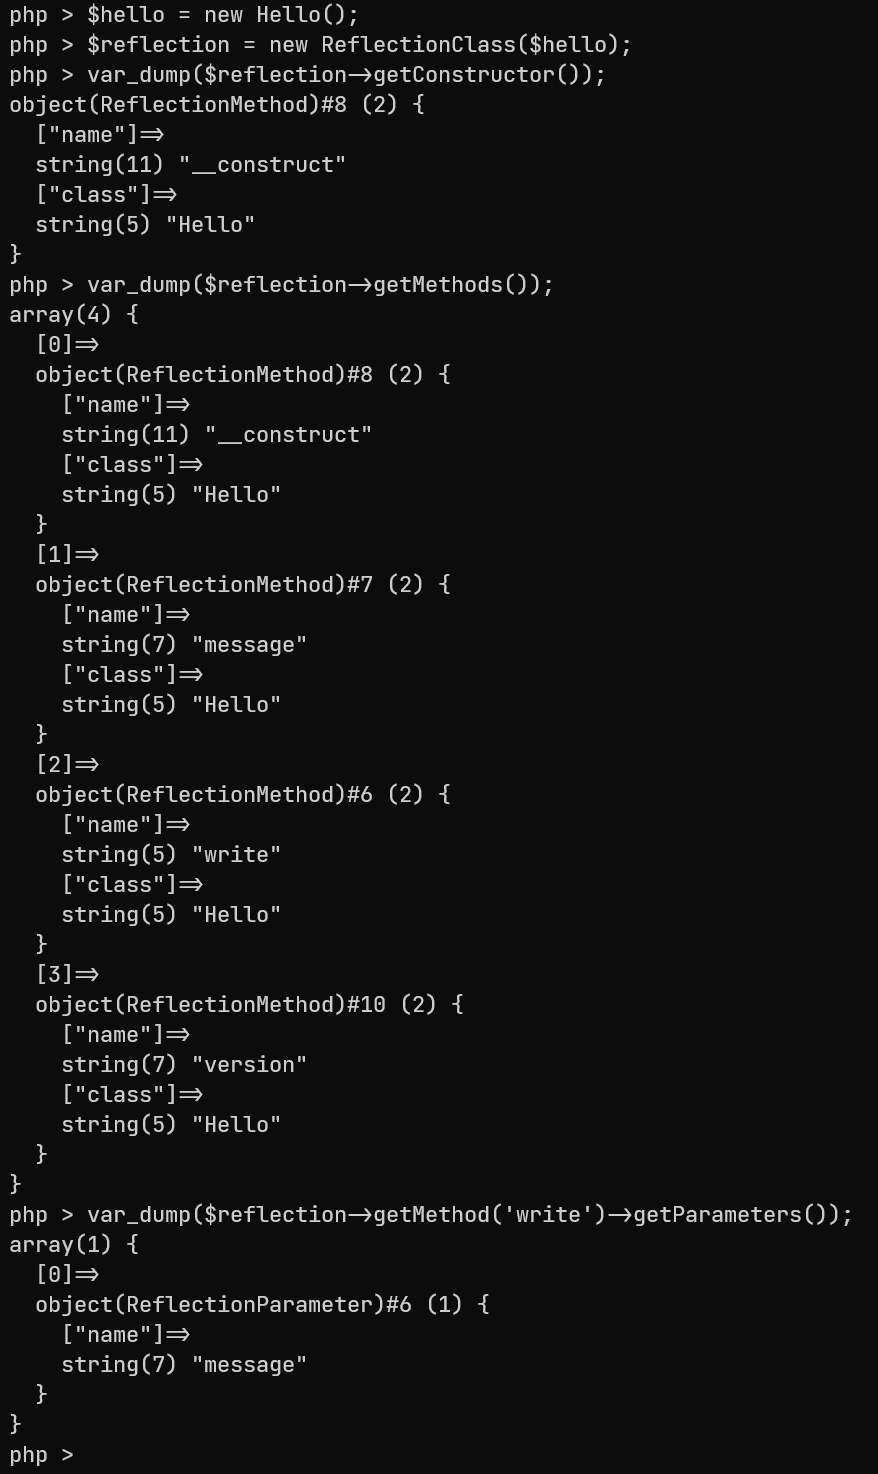 php > $hello = new Hello();
php > $reflection = new ReflectionClass($hello);
php > var_dump($reflection->getConstructor());
object(ReflectionMethod)#8 (2) {
  ["name"]=>
  string(11) "__construct"
  ["class"]=>
  string(5) "Hello"
}
php > var_dump($reflection->getMethods());
array(4) {
  [0]=>
  object(ReflectionMethod)#8 (2) {
    ["name"]=>
    string(11) "__construct"
    ["class"]=>
    string(5) "Hello"
  }
  [1]=>
  object(ReflectionMethod)#7 (2) {
    ["name"]=>
    string(7) "message"
    ["class"]=>
    string(5) "Hello"
  }
  [2]=>
  object(ReflectionMethod)#6 (2) {
    ["name"]=>
    string(5) "write"
    ["class"]=>
    string(5) "Hello"
  }
  [3]=>
  object(ReflectionMethod)#10 (2) {
    ["name"]=>
    string(7) "version"
    ["class"]=>
    string(5) "Hello"
  }
}
php > var_dump($reflection->getMethod('write')->getParameters());
array(1) {
  [0]=>
  object(ReflectionParameter)#6 (1) {
    ["name"]=>
    string(7) "message"
  }
}
php >